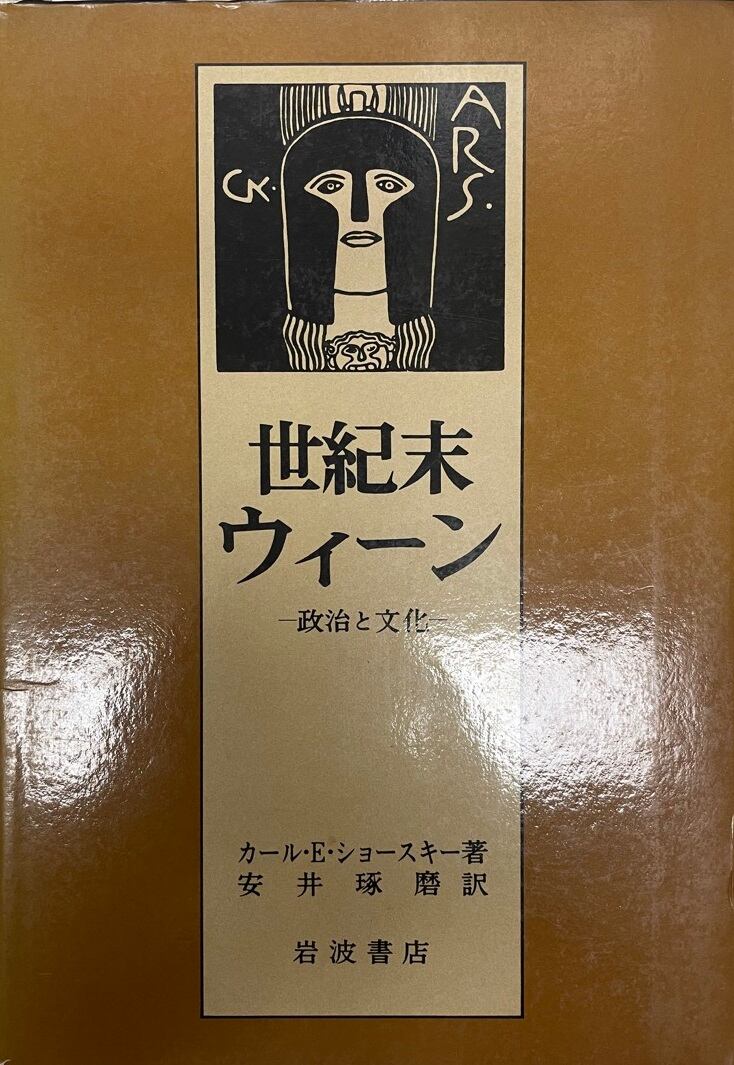 GK.
ARS.
世紀末
ウィーン
―政治と文化―
カール・E・ショースキー著
安井琢磨訳
岩波書店